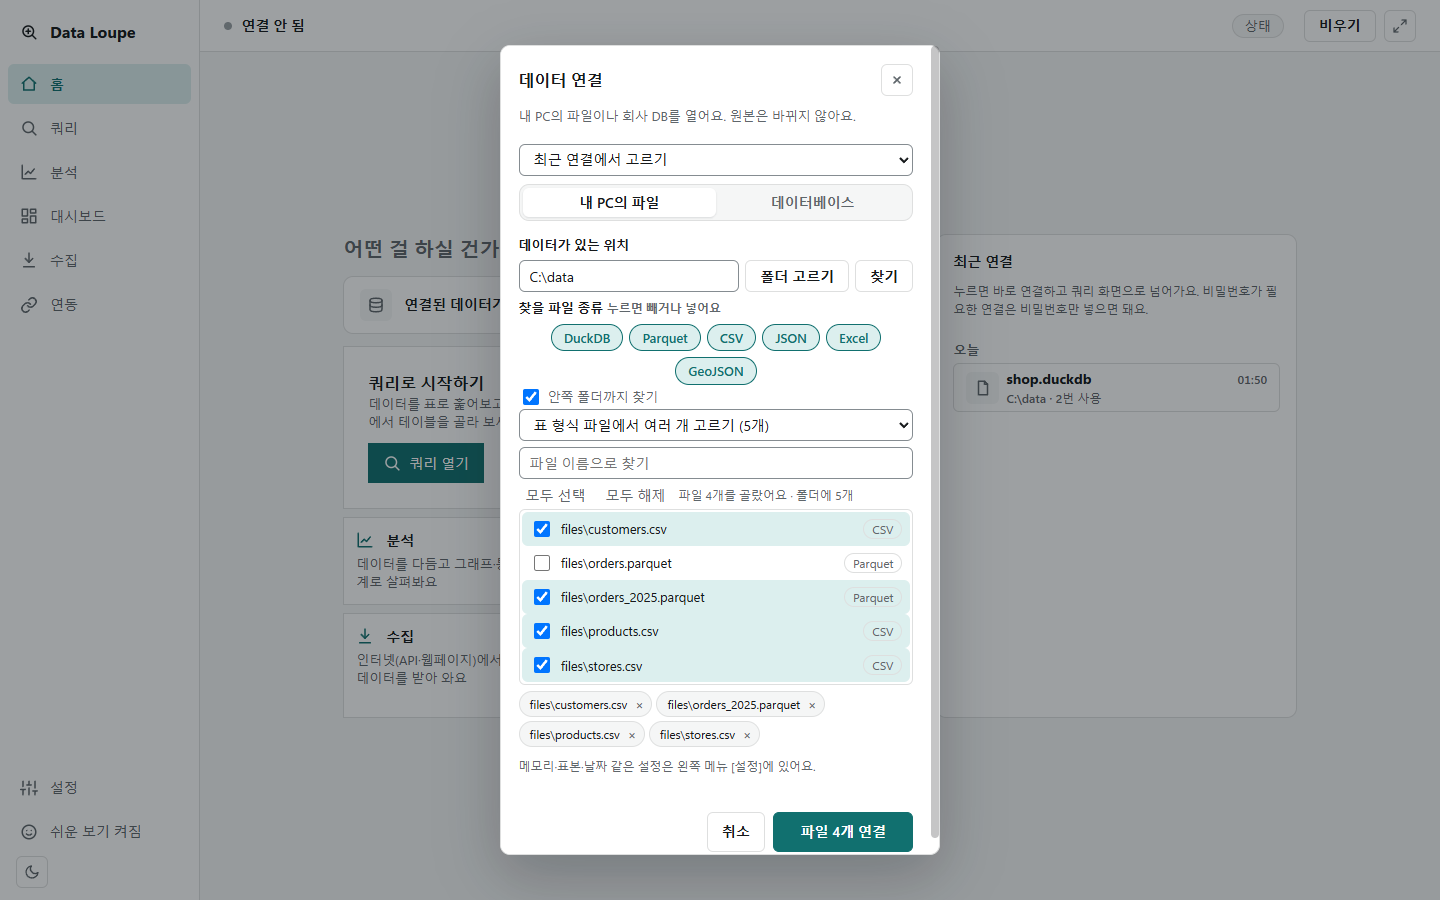 Data Loupe
홈
쿼리
분석
대시보드
수집
연동
설정
쉬운 보기 켜짐
연결 안 됨
상태
비우기
어떤 걸 하실 건가
연결된 데이터가
쿼리로 시작하기
데이터를 표로 훑어보고
에서 테이블을 골라 보시
쿼리 열기
분석
데이터를 다듬고 그래프·통
계로 살펴봐요
수집
인터넷(API·웹페이지)에서
데이터를 받아 와요
데이터 연결
×
내 PC의 파일이나 회사 DB를 열어요. 원본은 바뀌지 않아요.
최근 연결에서 고르기
내 PC의 파일
데이터베이스
데이터가 있는 위치
C:\data
폴더 고르기
찾기
찾을 파일 종류 누르면 빼거나 넣어요
DuckDB
Parquet
CSV
JSON
Excel
GeoJSON
안쪽 폴더까지 찾기
표 형식 파일에서 여러 개 고르기 (5개)
파일 이름으로 찾기
모두 선택
모두 해제
파일 4개를 골랐어요 · 폴더에 5개
files\customers.csv CSV
files\orders.parquet Parquet
files\orders_2025.parquet Parquet
files\products.csv CSV
files\stores.csv CSV
files\customers.csv ×
files\orders_2025.parquet ×
files\products.csv ×
files\stores.csv ×
메모리·표본·날짜 같은 설정은 왼쪽 메뉴 [설정]에 있어요.
취소
파일 4개 연결
최근 연결
누르면 바로 연결하고 쿼리 화면으로 넘어가요. 비밀번호가 필
요한 연결은 비밀번호만 넣으면 돼요.
오늘
shop.duckdb
01:50
C:\data · 2번 사용